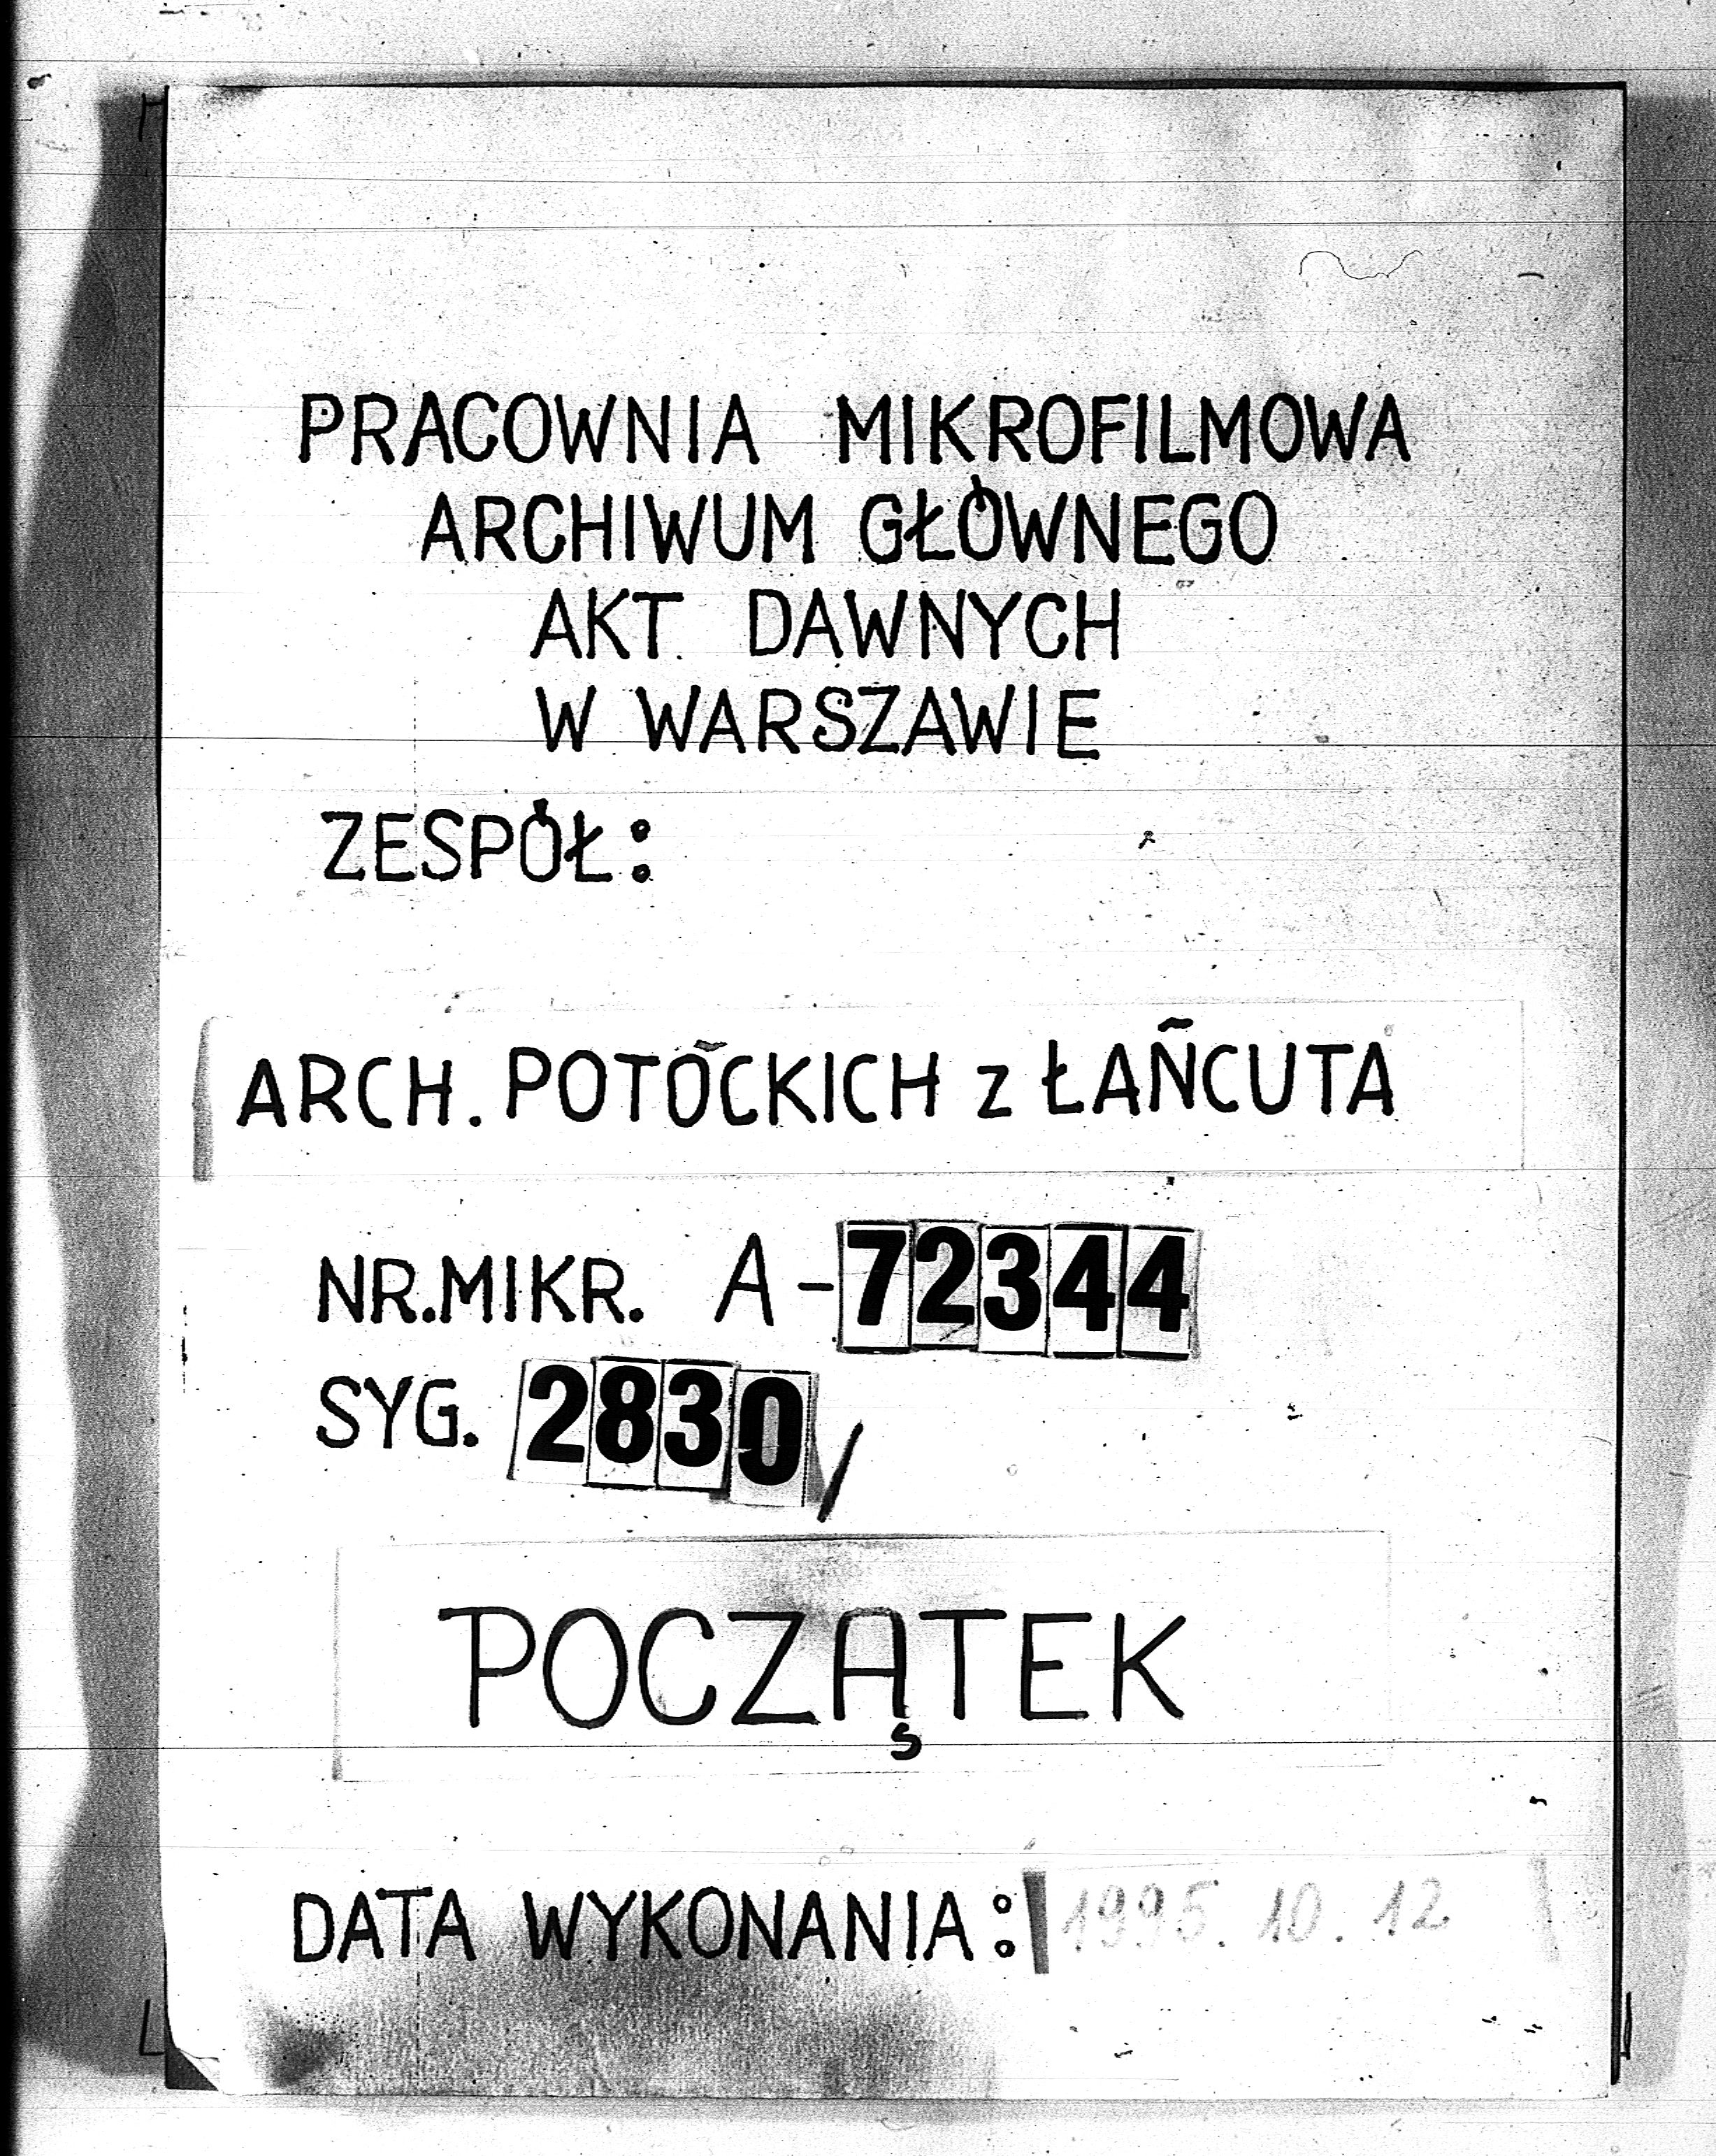 PRACOWNIA MIKROFILMOWA
ARCHIWUM GŁÓWNEGO
AKT DAWNYCH
W WARSZAWIE
ZESPÓŁ:
ARCH. POTOCKICH z ŁAŃCUTA
NR.MIKR. A-72344
SYG. 2830/
POCZĄTEK
DATA WYKONANIA: 1995.10.12